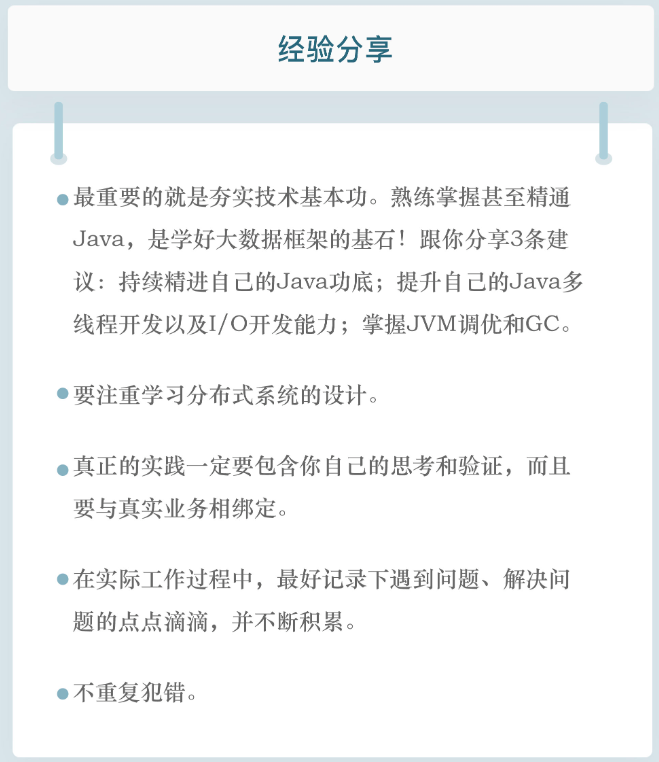 经验分享
最重要的就是夯实技术基本功。熟练掌握甚至精通
Java，是学好大数据框架的基石！跟你分享3条建
议：持续精进自己的Java功底；提升自己的Java多
线程开发以及I/O开发能力；掌握JVM调优和GC。
要注重学习分布式系统的设计。
真正的实践一定要包含你自己的思考和验证，而且
要与真实业务相绑定。
在实际工作过程中，最好记录下遇到问题、解决问
题的点点滴滴，并不断积累。
不重复犯错。